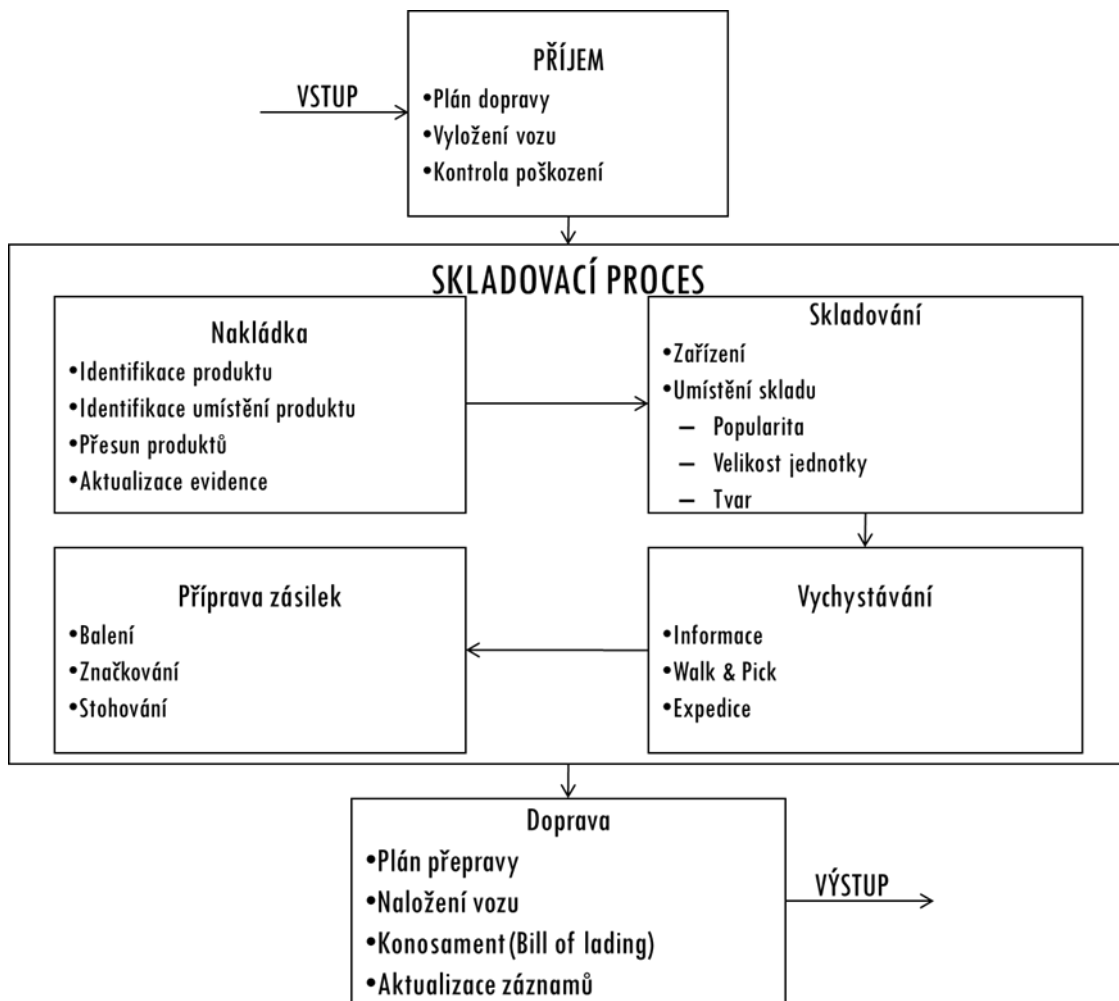 PŘÍJEM
VSTUP
•Plán dopravy
•Vyložení vozu
•Kontrola poškození
SKLADOVACÍ PROCES
Nakládka
•Identifikace produktu
•Identifikace umístění produktu
•Přesun produktů
•Aktualizace evidence
Skladování
•Zařízení
•Umístění skladu
– Popularita
– Velikost jednotky
– Tvar
Příprava zásilek
•Balení
•Značkování
•Stohování
Vychystávání
•Informace
•Walk & Pick
•Expedice
Doprava
•Plán přepravy
•Naložení vozu
•Konosament (Bill of lading)
•Aktualizace záznamů
VÝSTUP